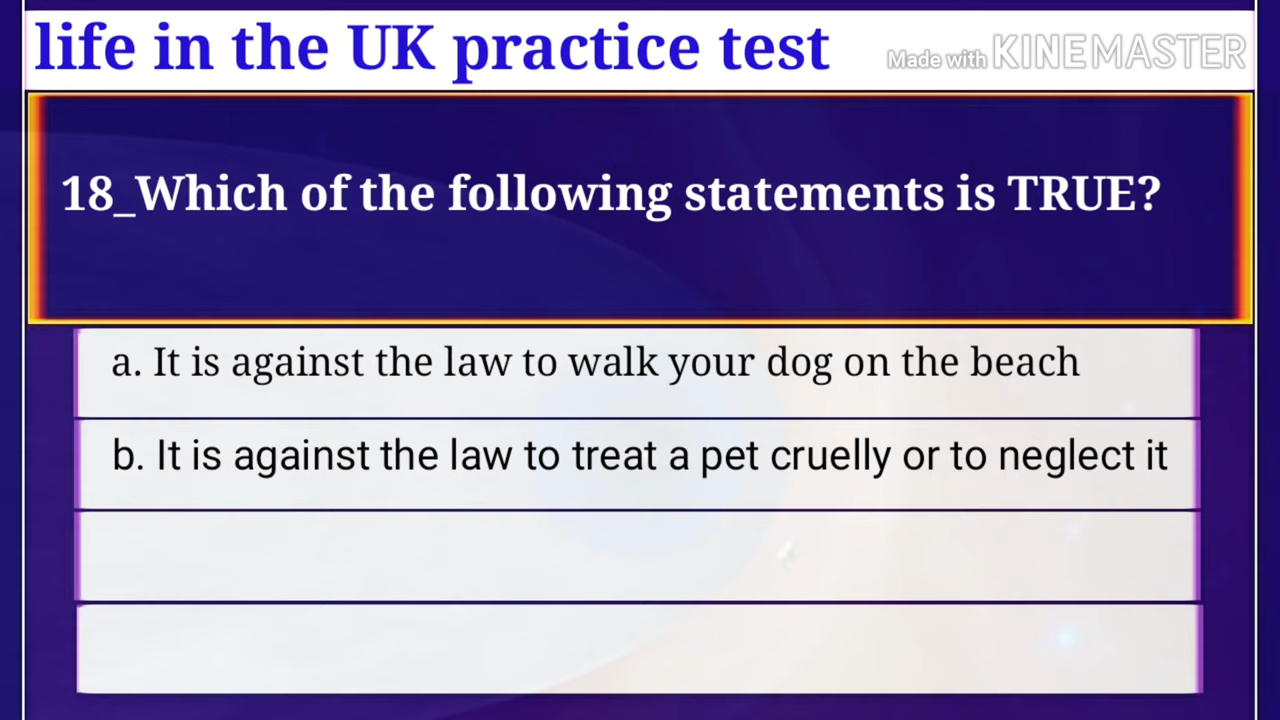 life in the UK practice test
Made with KINEMASTER
18_Which of the following statements is TRUE?
a. It is against the law to walk your dog on the beach
b. It is against the law to treat a pet cruelly or to neglect it